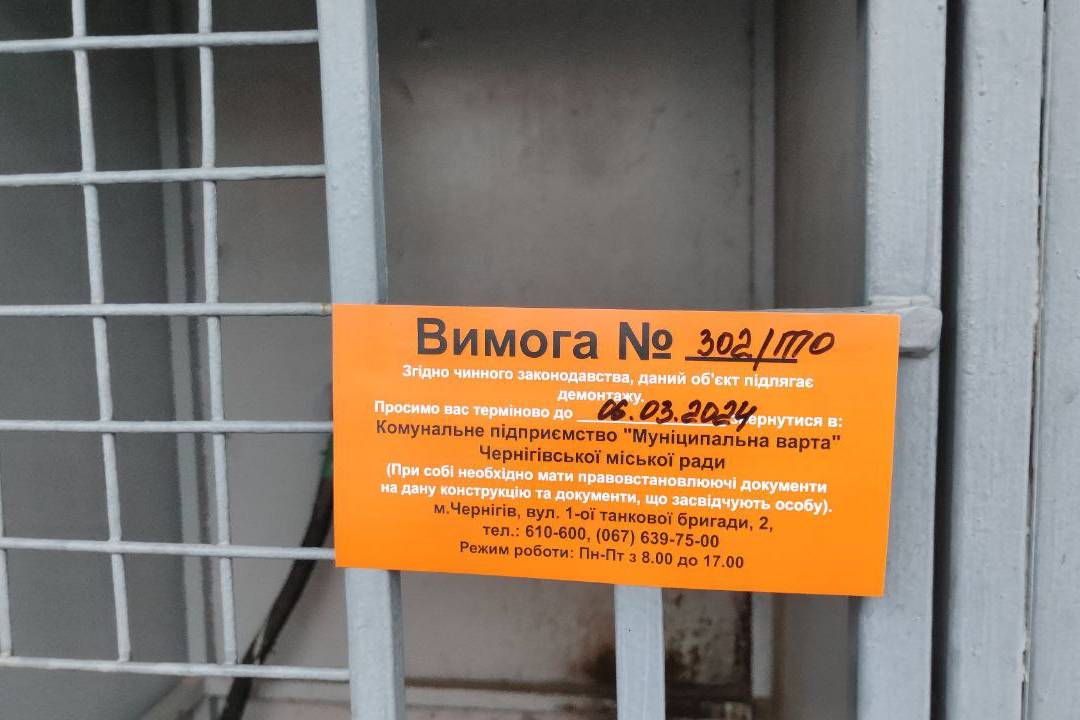 Вимога № 302/ТО
Згідно чинного законодавства, даний об'єкт підлягає
демонтажу.
Просимо вас терміново до 06.03.2024 звернутися в:
Комунальне підприємство "Муніципальна варта"
Чернігівської міської ради
(При собі необхідно мати правовстановлюючі документи
на дану конструкцію та документи, що засвідчують особу).
м.Чернігів, вул. 1-ої танкової бригади, 2,
тел.: 610-600, (067) 639-75-00
Режим роботи: Пн-Пт з 8.00 до 17.00